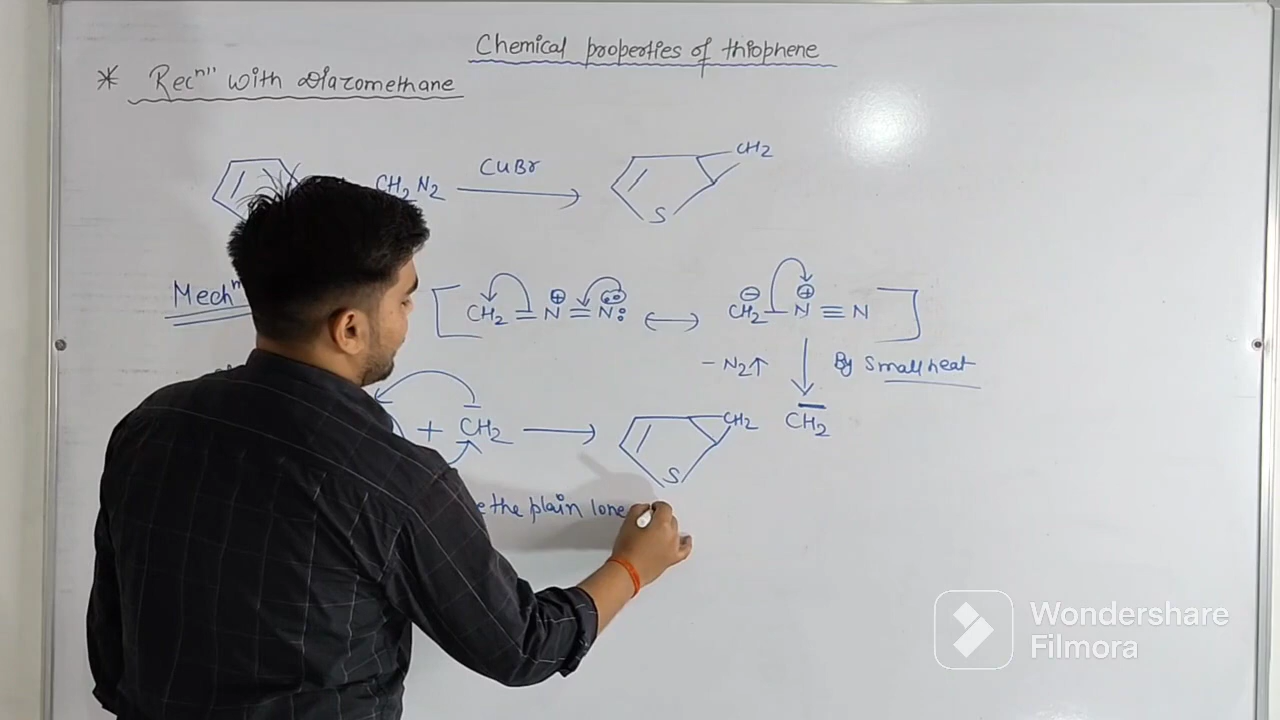 Chemical properties of thiophene
* Recⁿ" with Diazomethane
CH2N2 CuBr CH2
S
Mechⁿ
CH2 = N = N: ⟷ CH2 - N ≡ N
- N2↑ By Small heat
+ CH2 CH2 CH2
S
the plain lone
Wondershare
Filmora